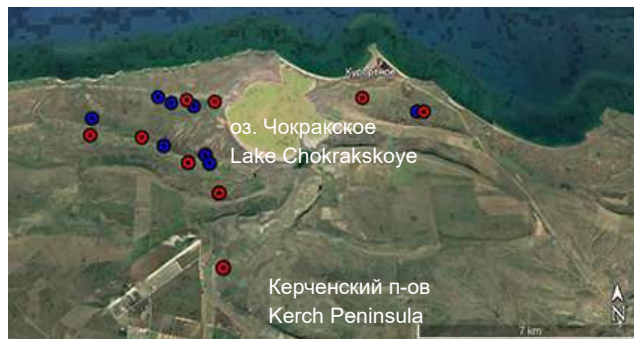 Курортное
оз. Чокракское
Lake Chokrakskoye
Керченский п-ов
Kerch Peninsula
N
7 km